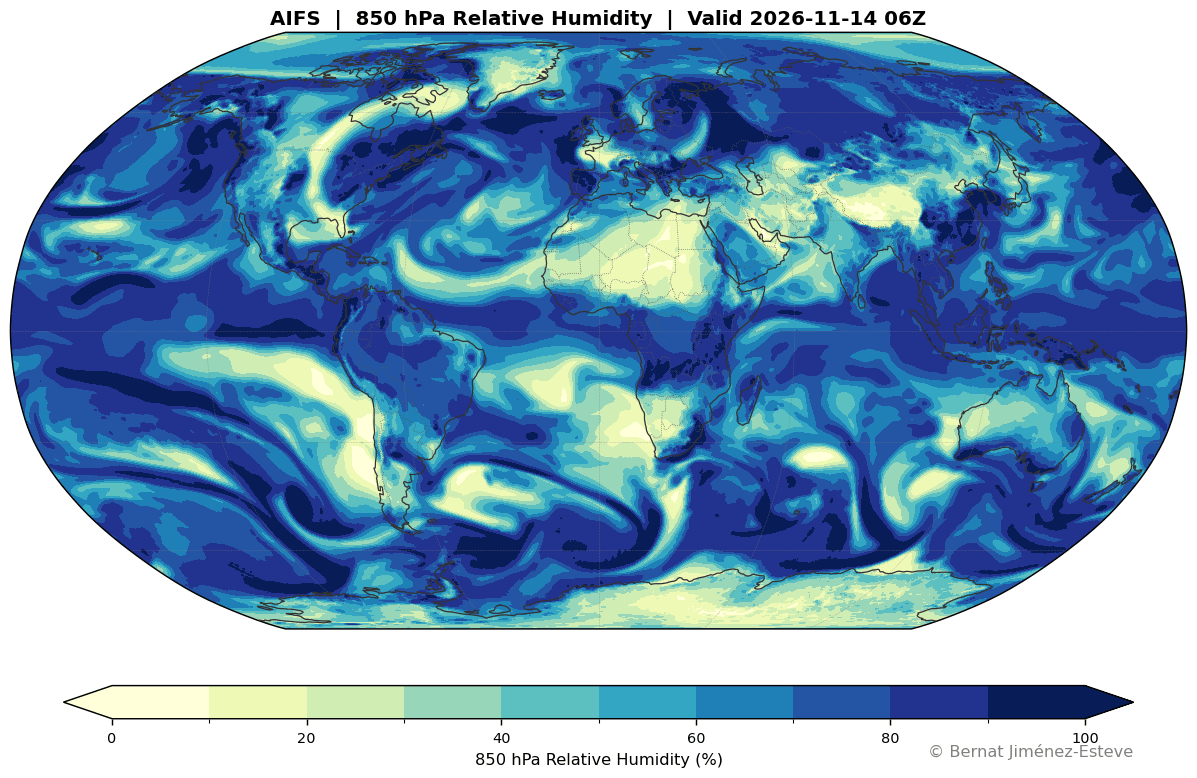 AIFS | 850 hPa Relative Humidity | Valid 2026-11-14 06Z
0 20 40 60 80 100
850 hPa Relative Humidity (%)
© Bernat Jiménez-Esteve